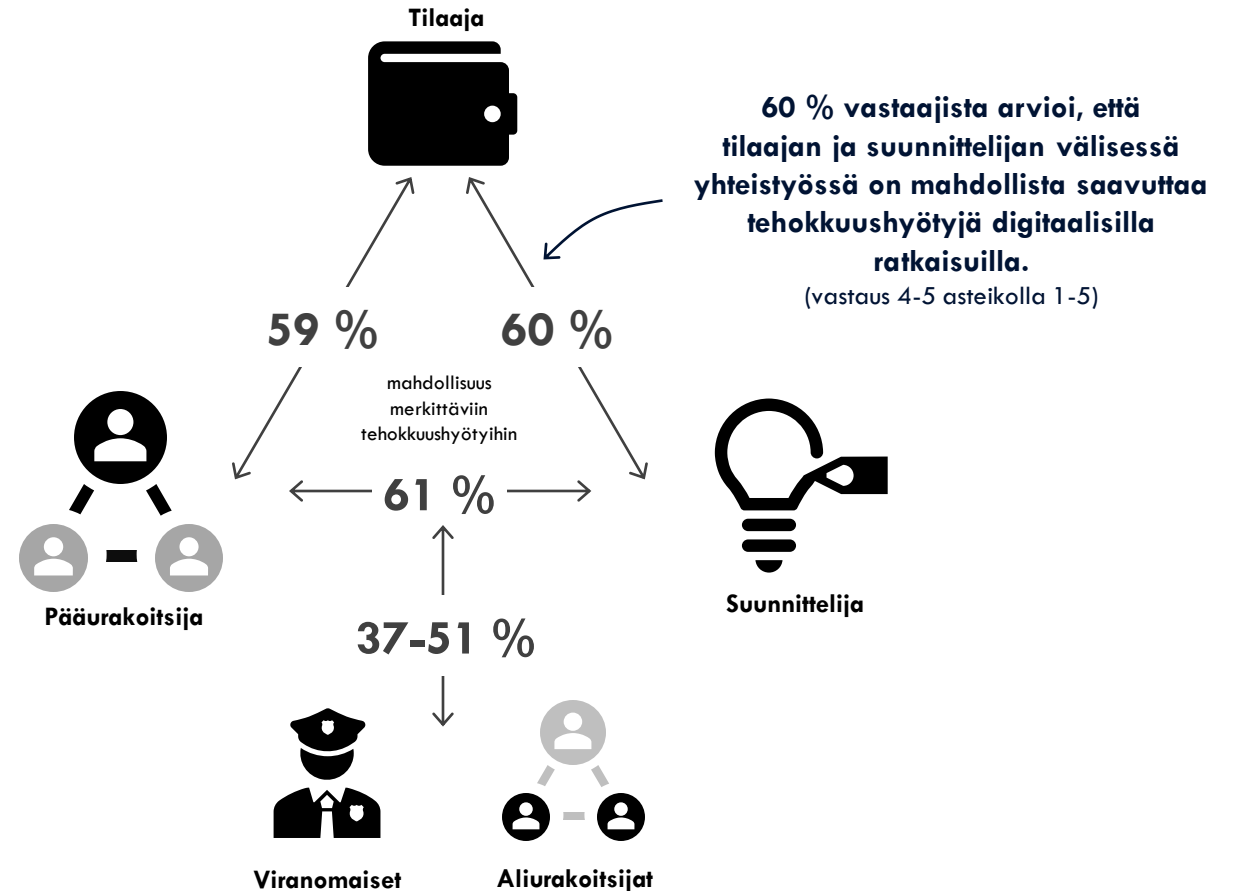 Tilaaja
60 % vastaajista arvioi, että
tilaajan ja suunnittelijan välisessä
yhteistyössä on mahdollista saavuttaa
tehokkuushyötyjä digitaalisilla
ratkaisuilla.
(vastaus 4-5 asteikolla 1-5)
59 %
60 %
mahdollisuus
merkittäviin
tehokkuushyötyihin
61 %
Pääurakoitsija
Suunnittelija
37-51 %
Viranomaiset
Aliurakoitsijat